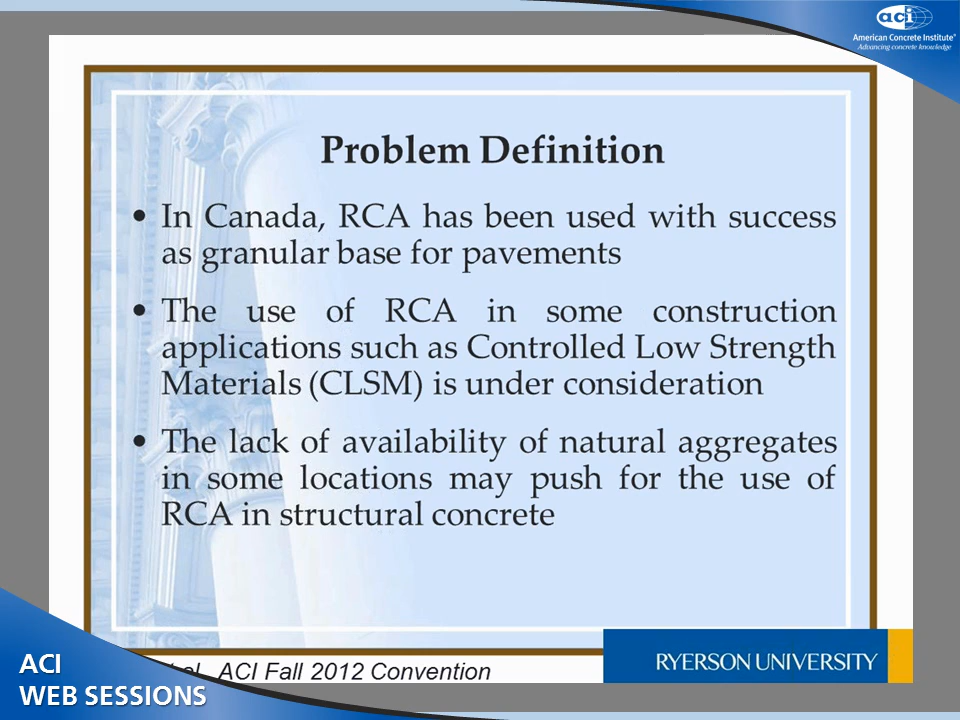 aci
American Concrete Institute®
Advancing concrete knowledge
Problem Definition
• In Canada, RCA has been used with success
as granular base for pavements
• The use of RCA in some construction
applications such as Controlled Low Strength
Materials (CLSM) is under consideration
• The lack of availability of natural aggregates
in some locations may push for the use of
RCA in structural concrete
ACI Fall 2012 Convention
RYERSON UNIVERSITY
ACI
WEB SESSIONS